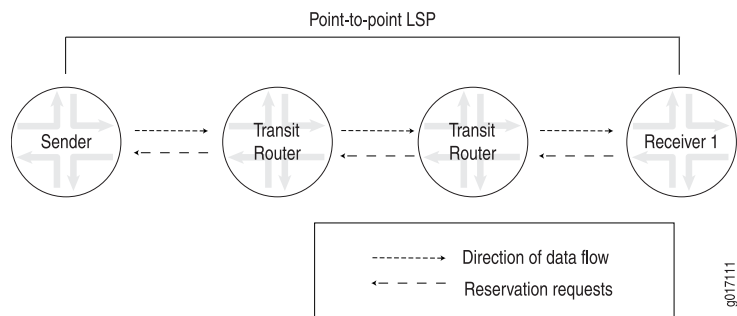 Point-to-point LSP
Sender
Transit
Router
Transit
Router
Receiver 1
Direction of data flow
Reservation requests
g017111